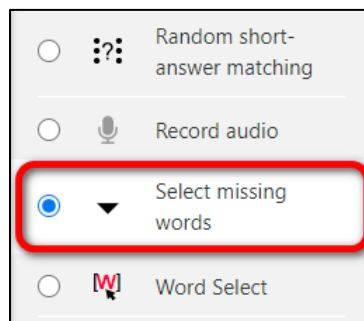 Random short-
answer matching
Record audio
Select missing
words
[W] Word Select